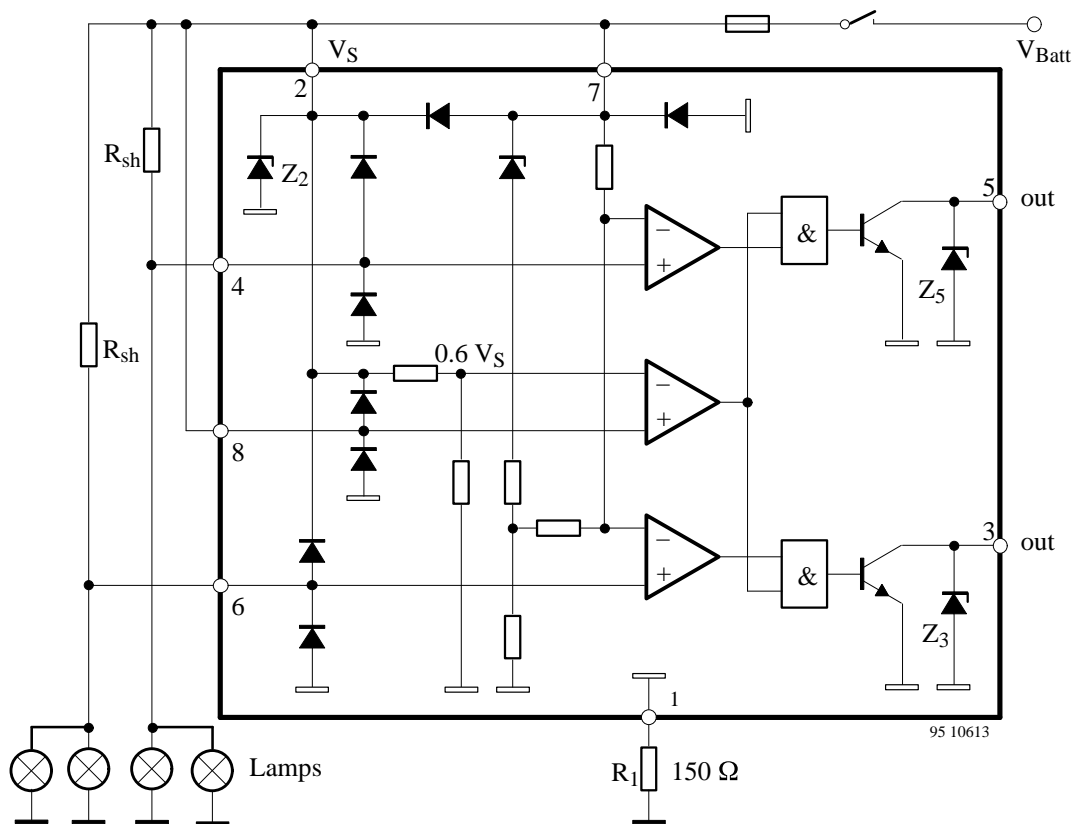 V_S
V_Batt
2
7
R_sh
Z_2
5
out
−
+
&
4
Z_5
R_sh
0.6 V_S
−
+
8
3
out
−
+
&
6
Z_3
1
95 10613
Lamps
R_1
150 Ω